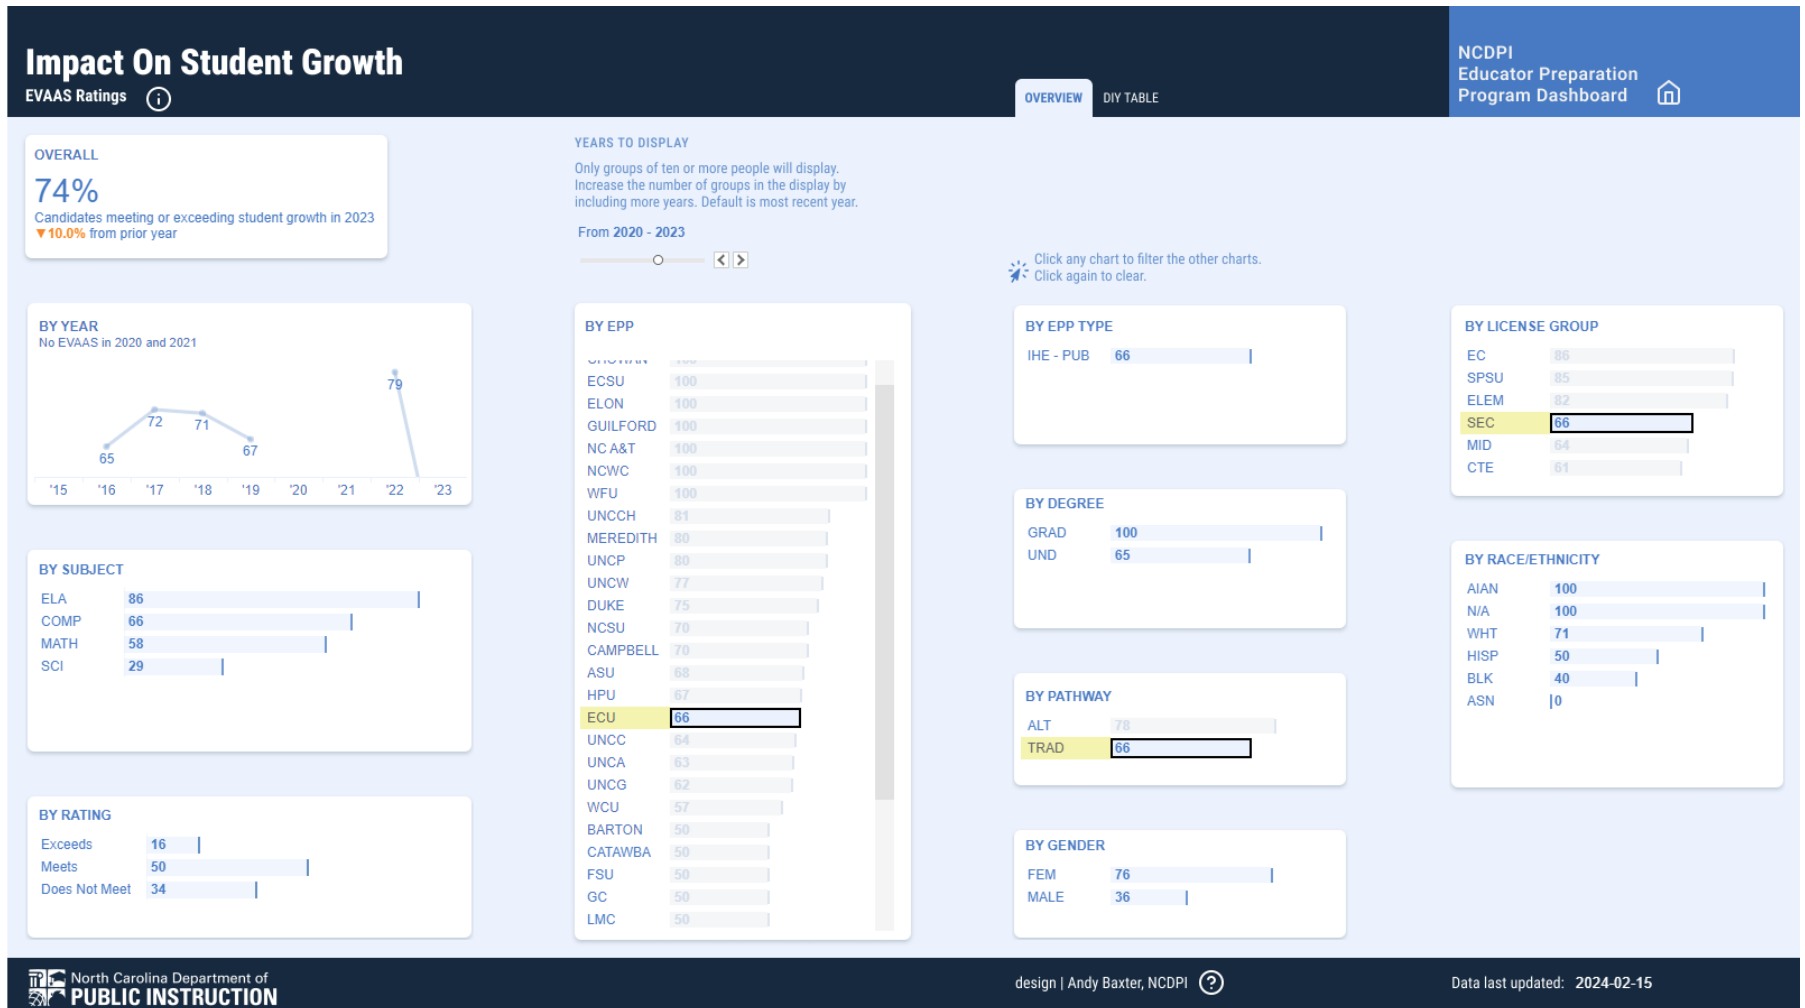 Impact On Student Growth
EVAAS Ratings
i
OVERVIEW
DIY TABLE
NCDPI
Educator Preparation
Program Dashboard
OVERALL
74%
Candidates meeting or exceeding student growth in 2023
▼10.0% from prior year
YEARS TO DISPLAY
Only groups of ten or more people will display.
Increase the number of groups in the display by
including more years. Default is most recent year.
From 2020 - 2023
Click any chart to filter the other charts.
Click again to clear.
BY YEAR
No EVAAS in 2020 and 2021
65
72
71
67
79
'15 '16 '17 '18 '19 '20 '21 '22 '23
BY SUBJECT
ELA 86
COMP 66
MATH 58
SCI 29
BY RATING
Exceeds 16
Meets 50
Does Not Meet 34
BY EPP
CHOWAN 100
ECSU 100
ELON 100
GUILFORD 100
NC A&T 100
NCWC 100
WFU 100
UNCCH 81
MEREDITH 80
UNCP 80
UNCW 77
DUKE 75
NCSU 70
CAMPBELL 70
ASU 68
HPU 67
ECU 66
UNCC 64
UNCA 63
UNCG 62
WCU 57
BARTON 50
CATAWBA 50
FSU 50
GC 50
LMC 50
BY EPP TYPE
IHE - PUB 66
BY DEGREE
GRAD 100
UND 65
BY PATHWAY
ALT 78
TRAD 66
BY GENDER
FEM 76
MALE 36
BY LICENSE GROUP
EC 86
SPSU 85
ELEM 82
SEC 66
MID 64
CTE 61
BY RACE/ETHNICITY
AIAN 100
N/A 100
WHT 71
HISP 50
BLK 40
ASN 0
North Carolina Department of
PUBLIC INSTRUCTION
design | Andy Baxter, NCDPI ?
Data last updated: 2024-02-15